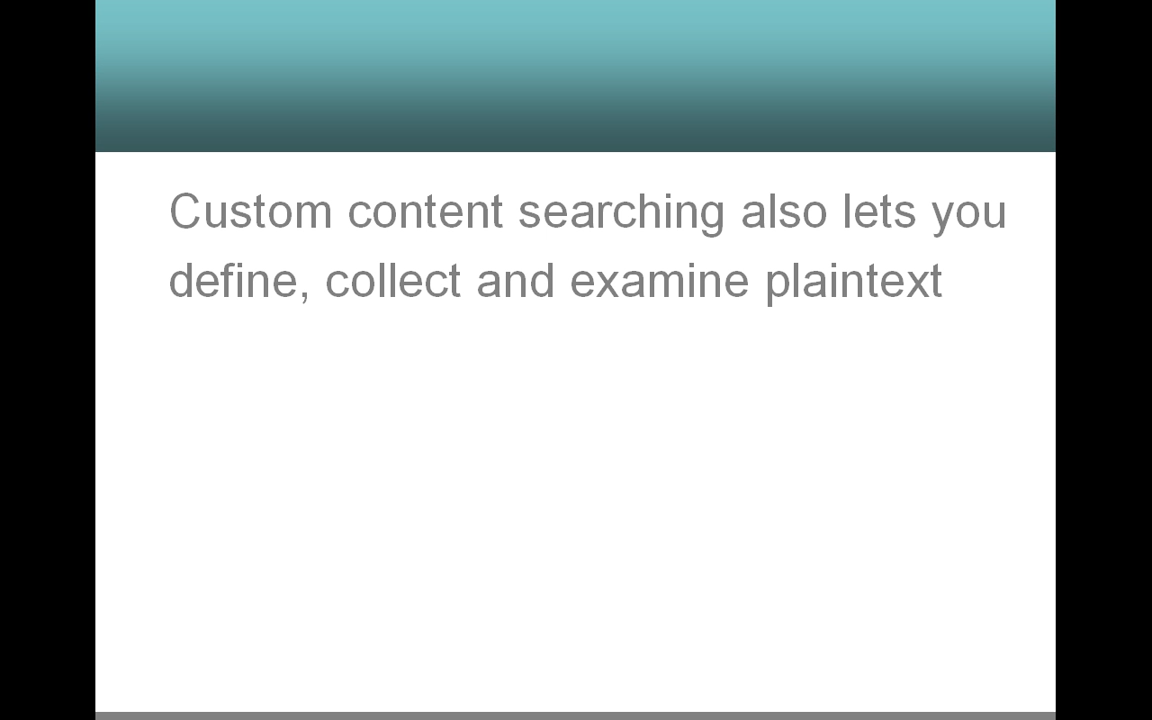 Custom content searching also lets you
define, collect and examine plaintext